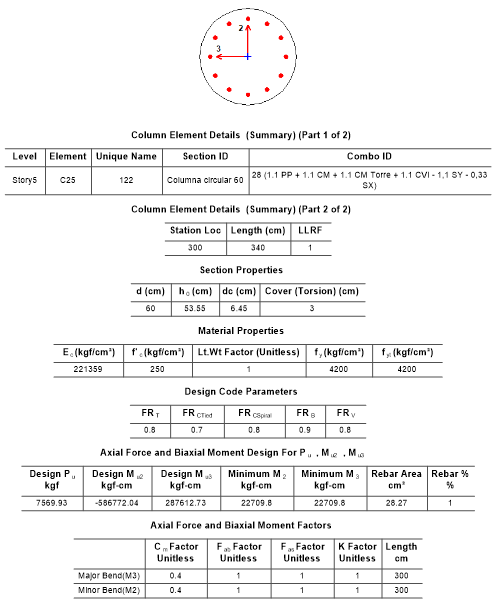 2
3
Column Element Details (Summary) (Part 1 of 2)
Level Element Unique Name Section ID Combo ID
Story5 C25 122 Columna circular 60 28 (1.1 PP + 1.1 CM + 1.1 CM Torre + 1.1 CVI - 1,1 SY - 0,33 SX)
Column Element Details (Summary) (Part 2 of 2)
Station Loc Length (cm) LLRF
300 340 1
Section Properties
d (cm) h c (cm) dc (cm) Cover (Torsion) (cm)
60 53.55 6.45 3
Material Properties
E c (kgf/cm²) f' c (kgf/cm²) Lt.Wt Factor (Unitless) f y (kgf/cm²) f yt (kgf/cm²)
221359 250 1 4200 4200
Design Code Parameters
FR T FR CTied FR CSpiral FR B FR V
0.8 0.7 0.8 0.9 0.8
Axial Force and Biaxial Moment Design For P u , M u2 , M u3
Design P u kgf Design M u2 kgf-cm Design M u3 kgf-cm Minimum M 2 kgf-cm Minimum M 3 kgf-cm Rebar Area cm² Rebar % %
7569.93 -586772.04 287612.73 22709.8 22709.8 28.27 1
Axial Force and Biaxial Moment Factors
C m Factor Unitless F ab Factor Unitless F as Factor Unitless K Factor Unitless Length cm
Major Bend(M3) 0.4 1 1 1 300
Minor Bend(M2) 0.4 1 1 1 300